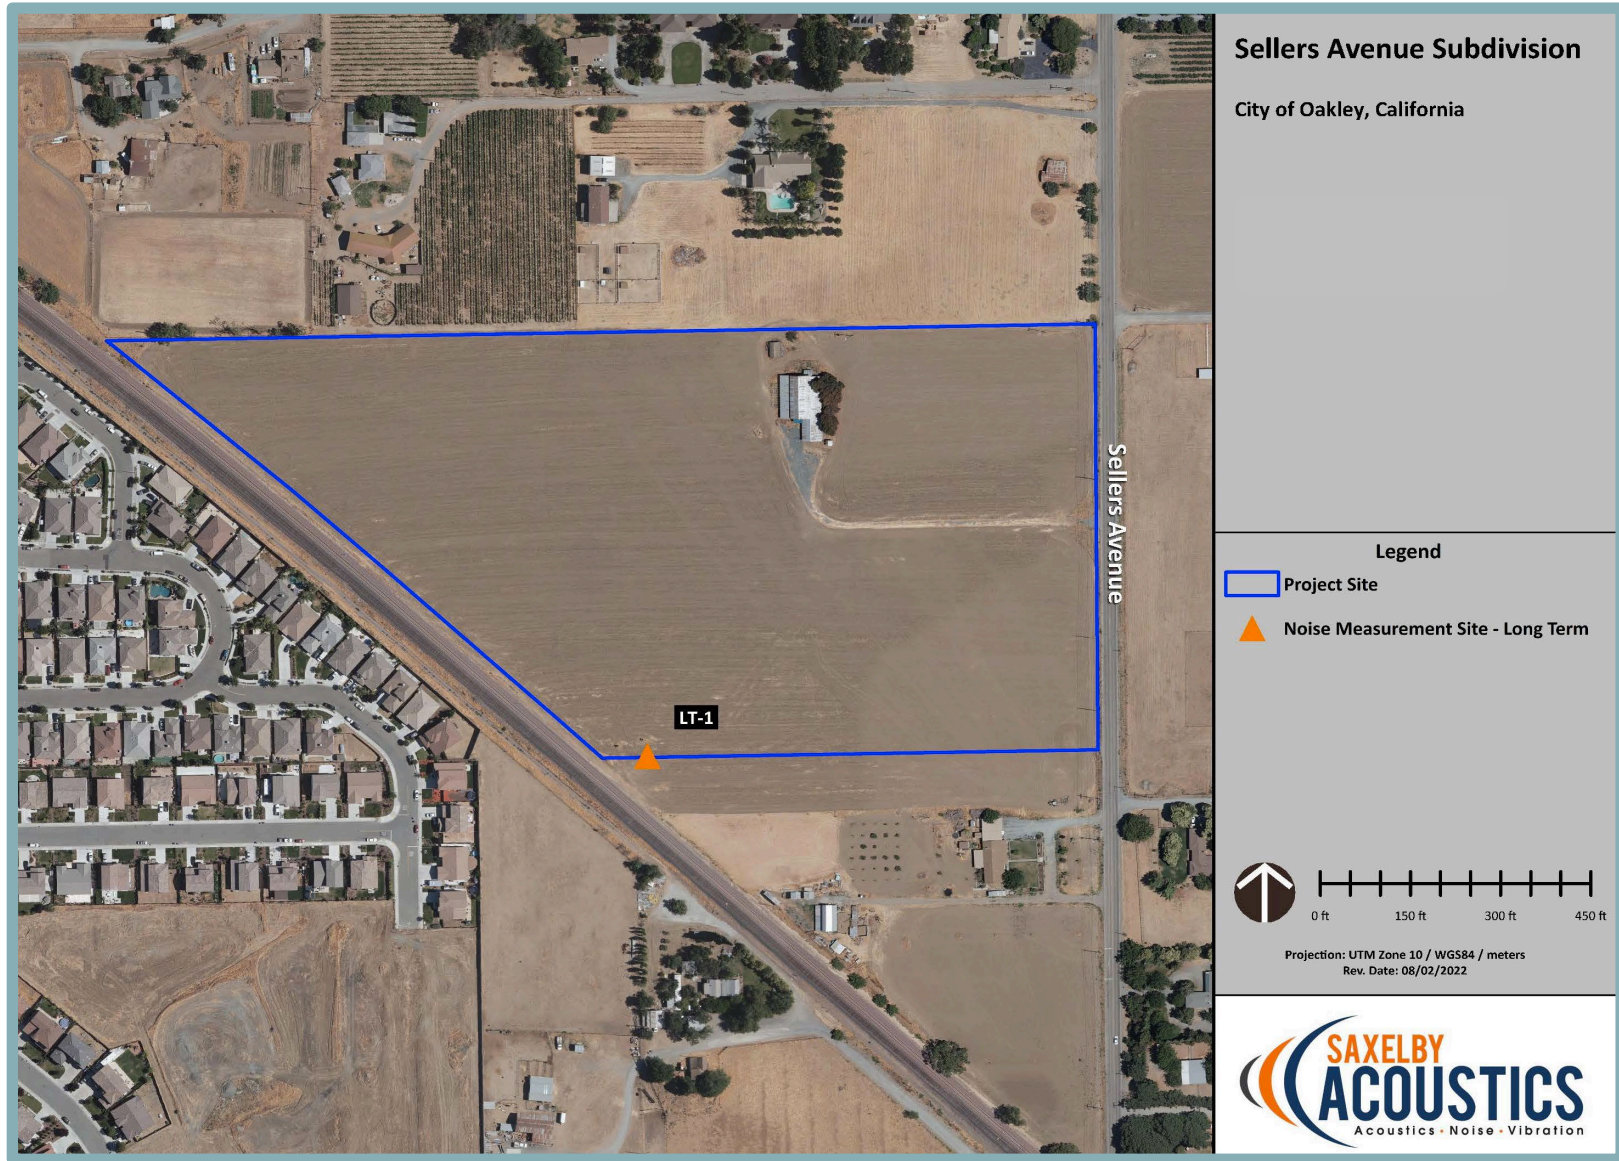 Sellers Avenue Subdivision
City of Oakley, California
Sellers Avenue
LT-1
Legend
Project Site
Noise Measurement Site - Long Term
0 ft 150 ft 300 ft 450 ft
Projection: UTM Zone 10 / WGS84 / meters
Rev. Date: 08/02/2022
SAXELBY
ACOUSTICS
Acoustics • Noise • Vibration